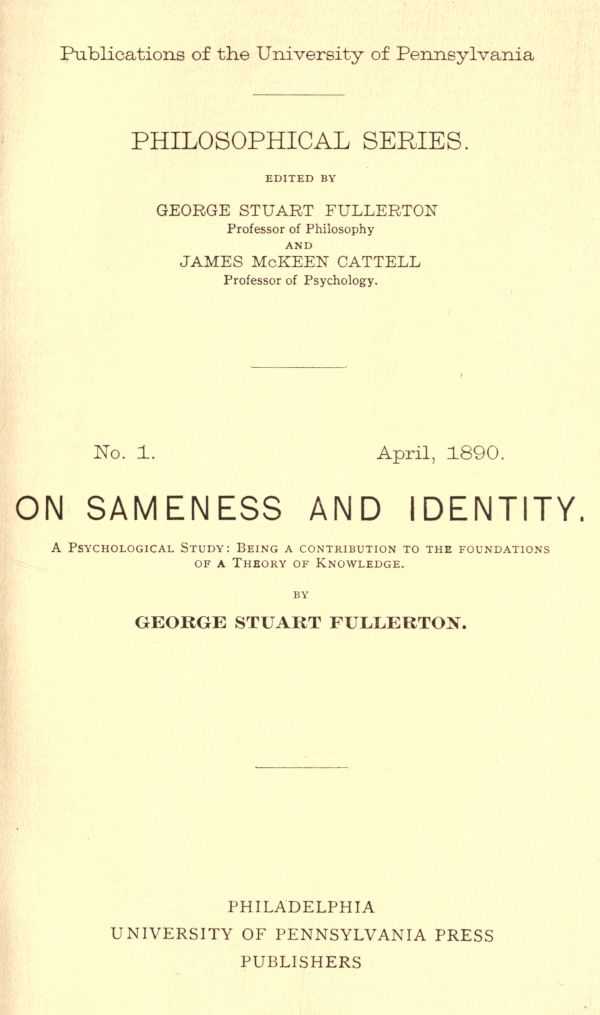 Publications of the University of Pennsylvania
PHILOSOPHICAL SERIES.
EDITED BY
GEORGE STUART FULLERTON
Professor of Philosophy
AND
JAMES McKEEN CATTELL
Professor of Psychology.
No. 1. April, 1890.
ON SAMENESS AND IDENTITY.
A PSYCHOLOGICAL STUDY: BEING A CONTRIBUTION TO THE FOUNDATIONS
OF A THEORY OF KNOWLEDGE.
BY
GEORGE STUART FULLERTON.
PHILADELPHIA
UNIVERSITY OF PENNSYLVANIA PRESS
PUBLISHERS